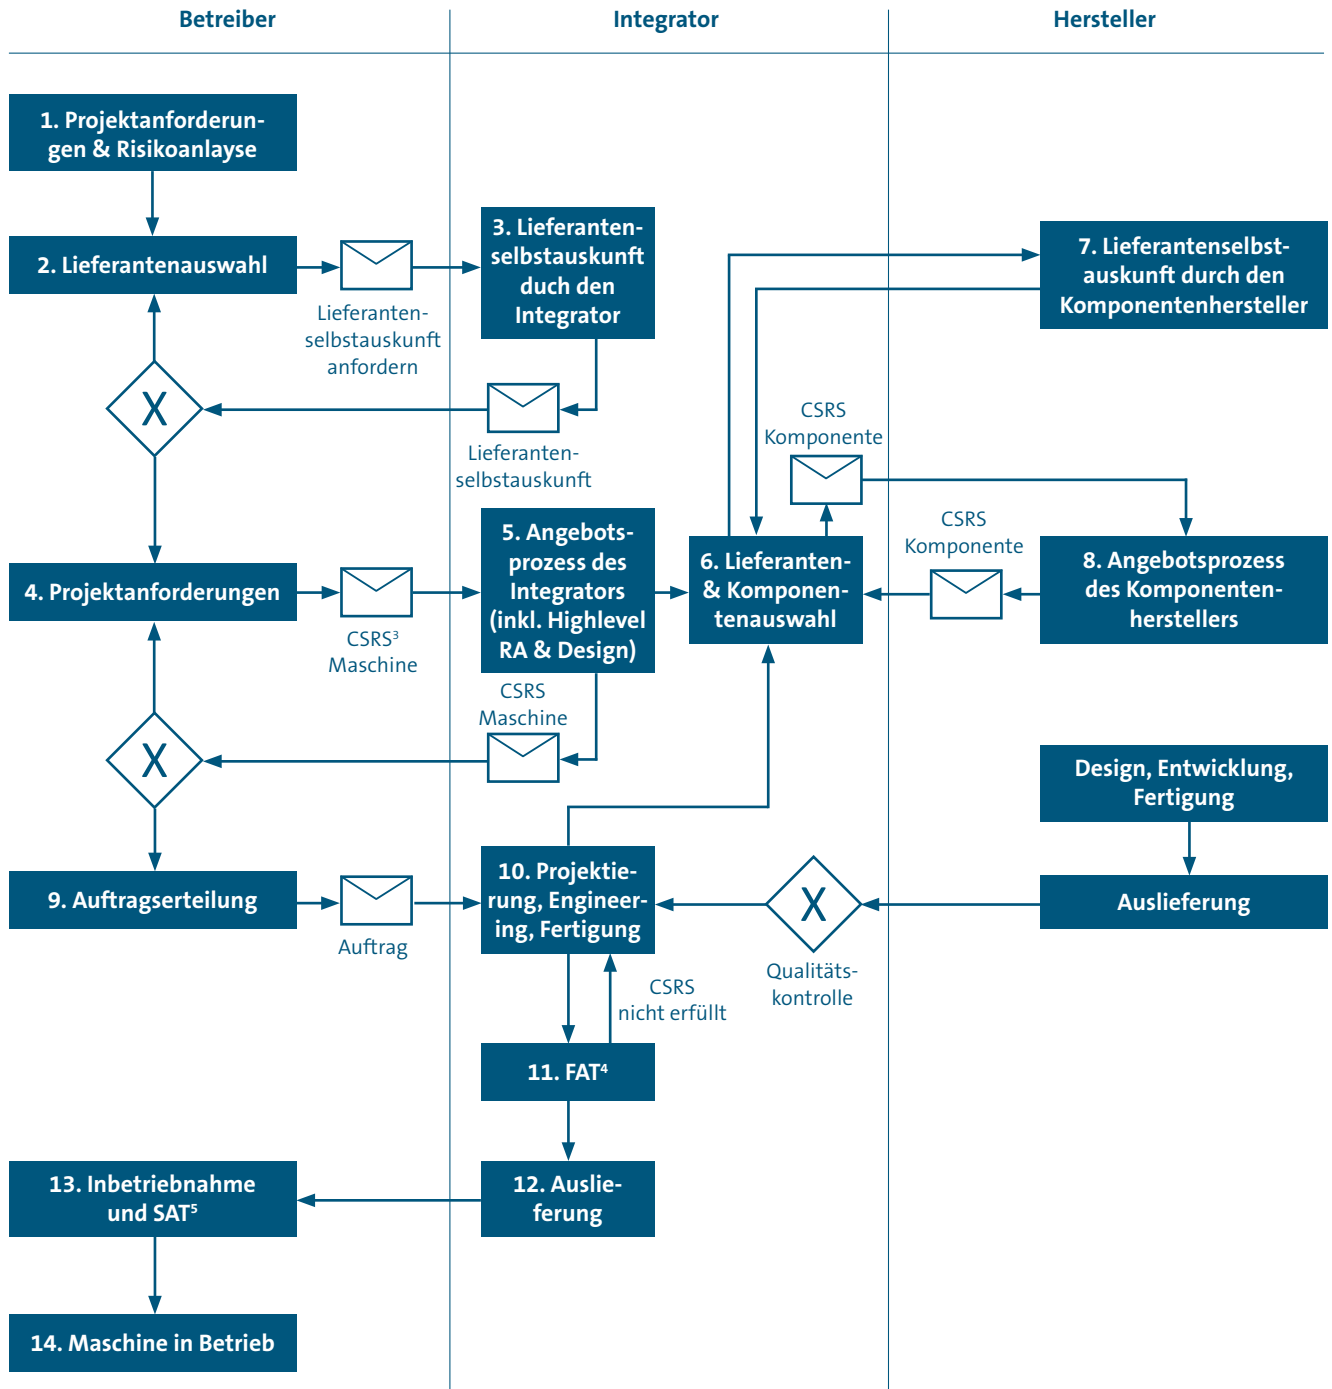 Betreiber
Integrator
Hersteller
1. Projektanforderun-
gen & Risikoanlayse
2. Lieferantenauswahl
Lieferanten-
selbstauskunft
anfordern
3. Lieferanten-
selbstauskunft
duch den
Integrator
7. Lieferantenselbst-
auskunft durch den
Komponentenhersteller
X
Lieferanten-
selbstauskunft
CSRS
Komponente
4. Projektanforderungen
CSRS³
Maschine
5. Angebots-
prozess des
Integrators
(inkl. Highlevel
RA & Design)
6. Lieferanten-
& Komponen-
tenauswahl
CSRS
Komponente
8. Angebotsprozess
des Komponenten-
herstellers
CSRS
Maschine
X
Design, Entwicklung,
Fertigung
9. Auftragserteilung
Auftrag
10. Projektie-
rung, Engineer-
ing, Fertigung
X
Qualitäts-
kontrolle
Auslieferung
CSRS
nicht erfüllt
11. FAT⁴
13. Inbetriebnahme
und SAT⁵
12. Auslie-
ferung
14. Maschine in Betrieb